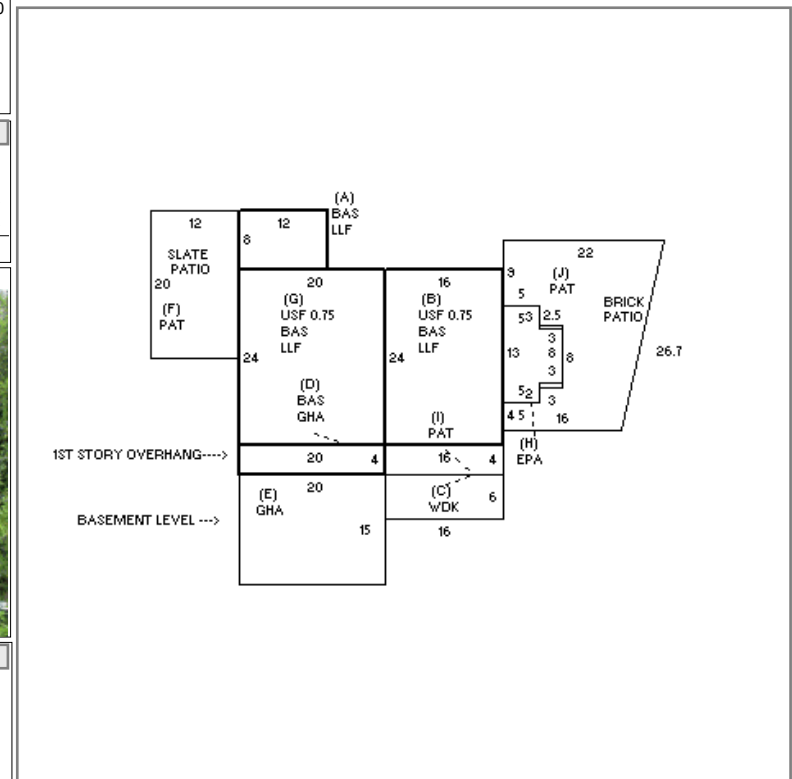 (A)
BAS
LLF
12
12
8
SLATE
PATIO
20
(F)
PAT
22
9
(J)
PAT
5
BRICK
PATIO
20
(G)
USF 0.75
BAS
LLF
16
(B)
USF 0.75
BAS
LLF
53
2.5
3
13
8
8
26.7
24
24
3
(D)
BAS
GHA
52
3
(I)
PAT
4 5
16
(H)
EPA
1ST STORY OVERHANG---->
20
4
16
4
20
(E)
GHA
(C)
WDK
6
BASEMENT LEVEL --->
15
16